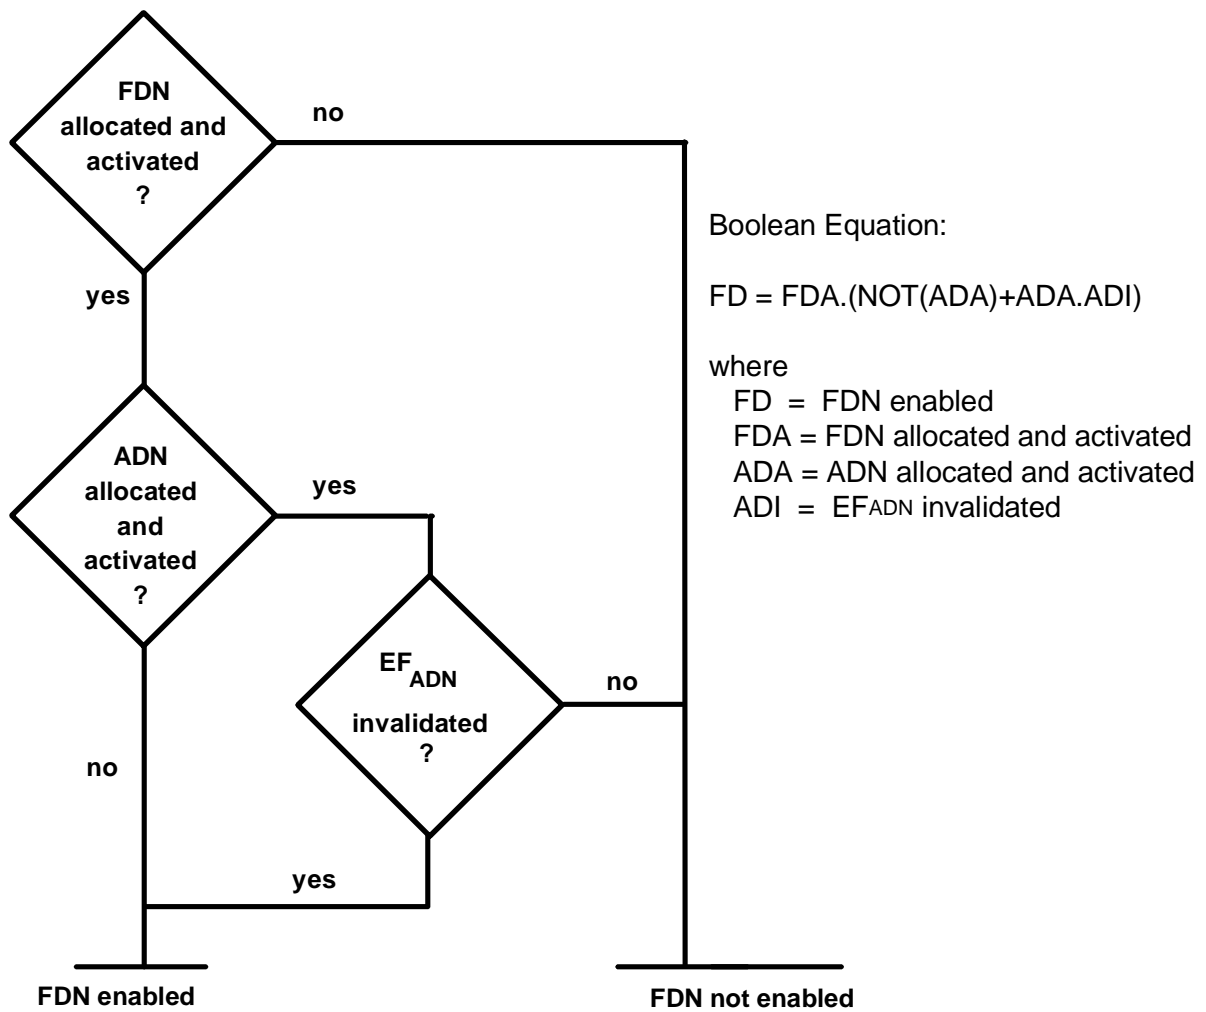 FDN
allocated and
activated
?
no
yes
Boolean Equation:
FD = FDA.(NOT(ADA)+ADA.ADI)
where
FD = FDN enabled
FDA = FDN allocated and activated
ADA = ADN allocated and activated
ADI = EFADN invalidated
ADN
allocated
and
activated
?
yes
no
EFADN
invalidated
?
no
yes
FDN enabled
FDN not enabled